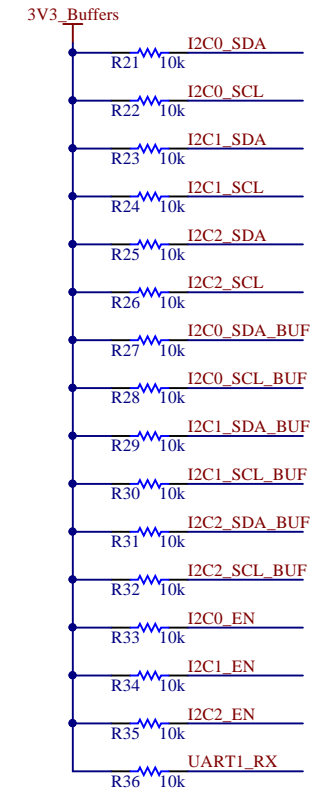 3V3_Buffers
I2C0_SDA
R21 10k
I2C0_SCL
R22 10k
I2C1_SDA
R23 10k
I2C1_SCL
R24 10k
I2C2_SDA
R25 10k
I2C2_SCL
R26 10k
I2C0_SDA_BUF
R27 10k
I2C0_SCL_BUF
R28 10k
I2C1_SDA_BUF
R29 10k
I2C1_SCL_BUF
R30 10k
I2C2_SDA_BUF
R31 10k
I2C2_SCL_BUF
R32 10k
I2C0_EN
R33 10k
I2C1_EN
R34 10k
I2C2_EN
R35 10k
UART1_RX
R36 10k